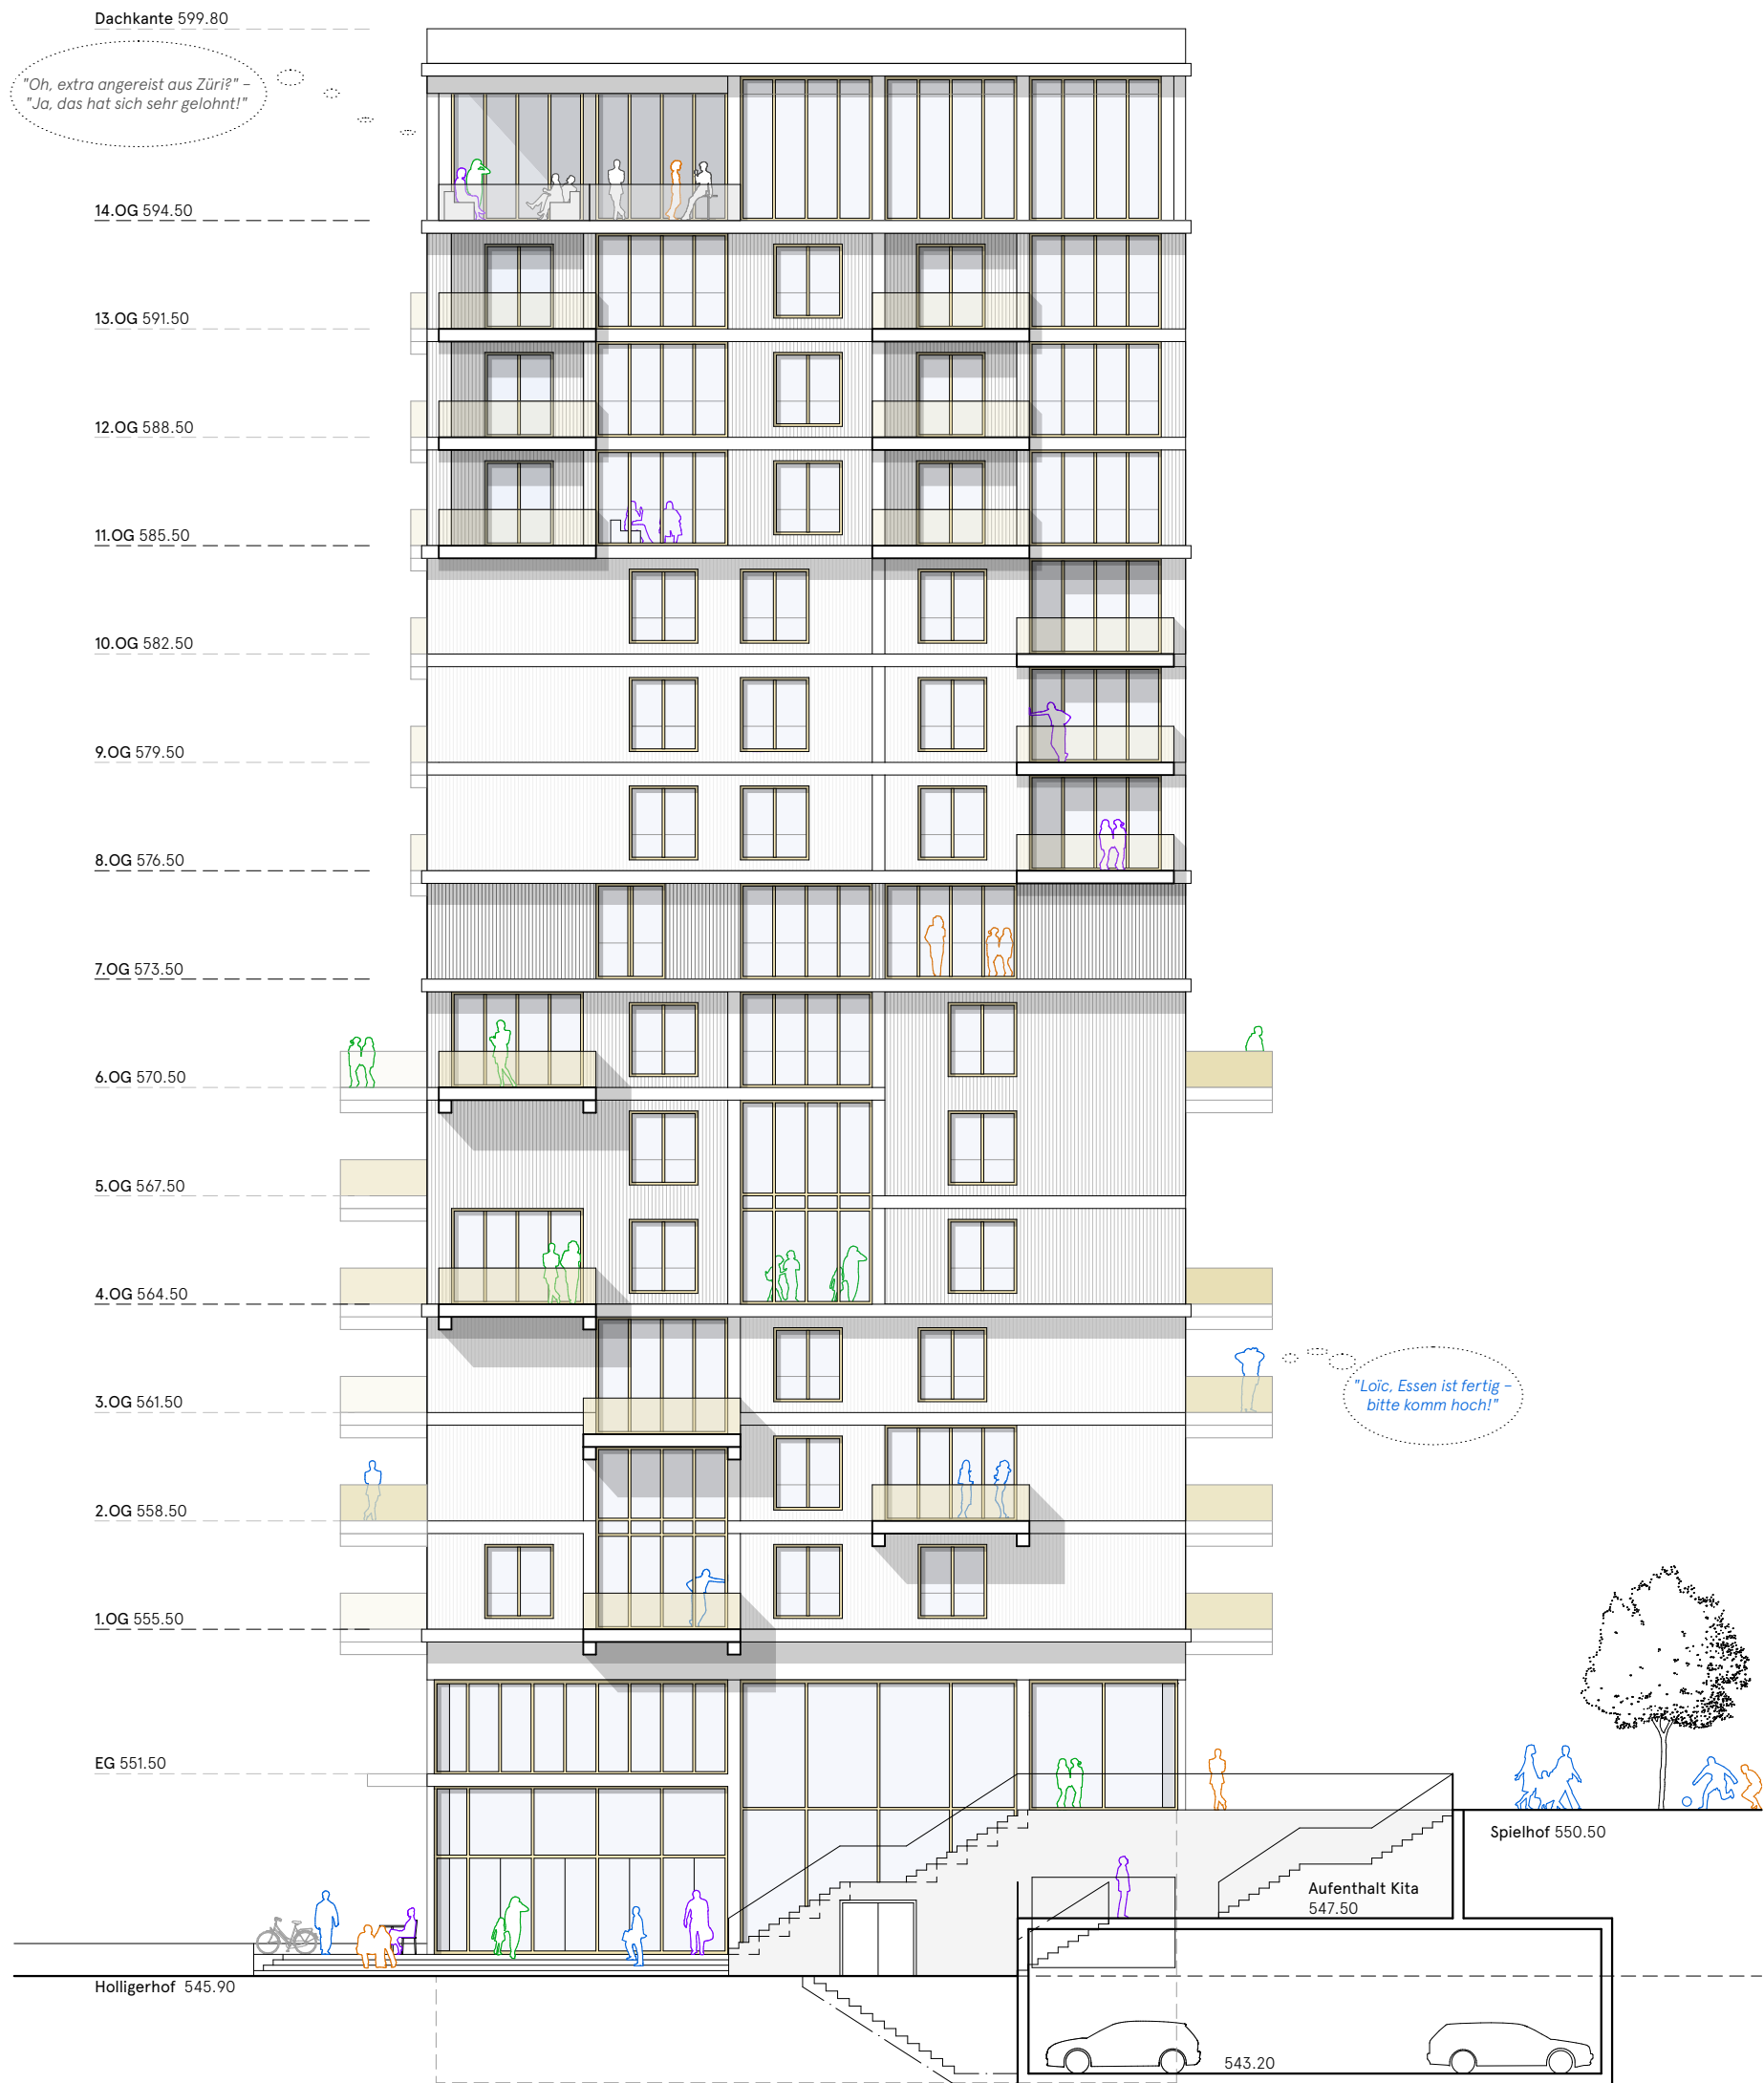 Dachkante 599.80
"Oh, extra angereist aus Züri?" –
"Ja, das hat sich sehr gelohnt!"
14.OG 594.50
13.OG 591.50
12.OG 588.50
11.OG 585.50
10.OG 582.50
9.OG 579.50
8.OG 576.50
7.OG 573.50
6.OG 570.50
5.OG 567.50
4.OG 564.50
3.OG 561.50
"Loïc, Essen ist fertig –
bitte komm hoch!"
2.OG 558.50
1.OG 555.50
EG 551.50
Spielhof 550.50
Aufenthalt Kita
547.50
Holligerhof 545.90
543.20